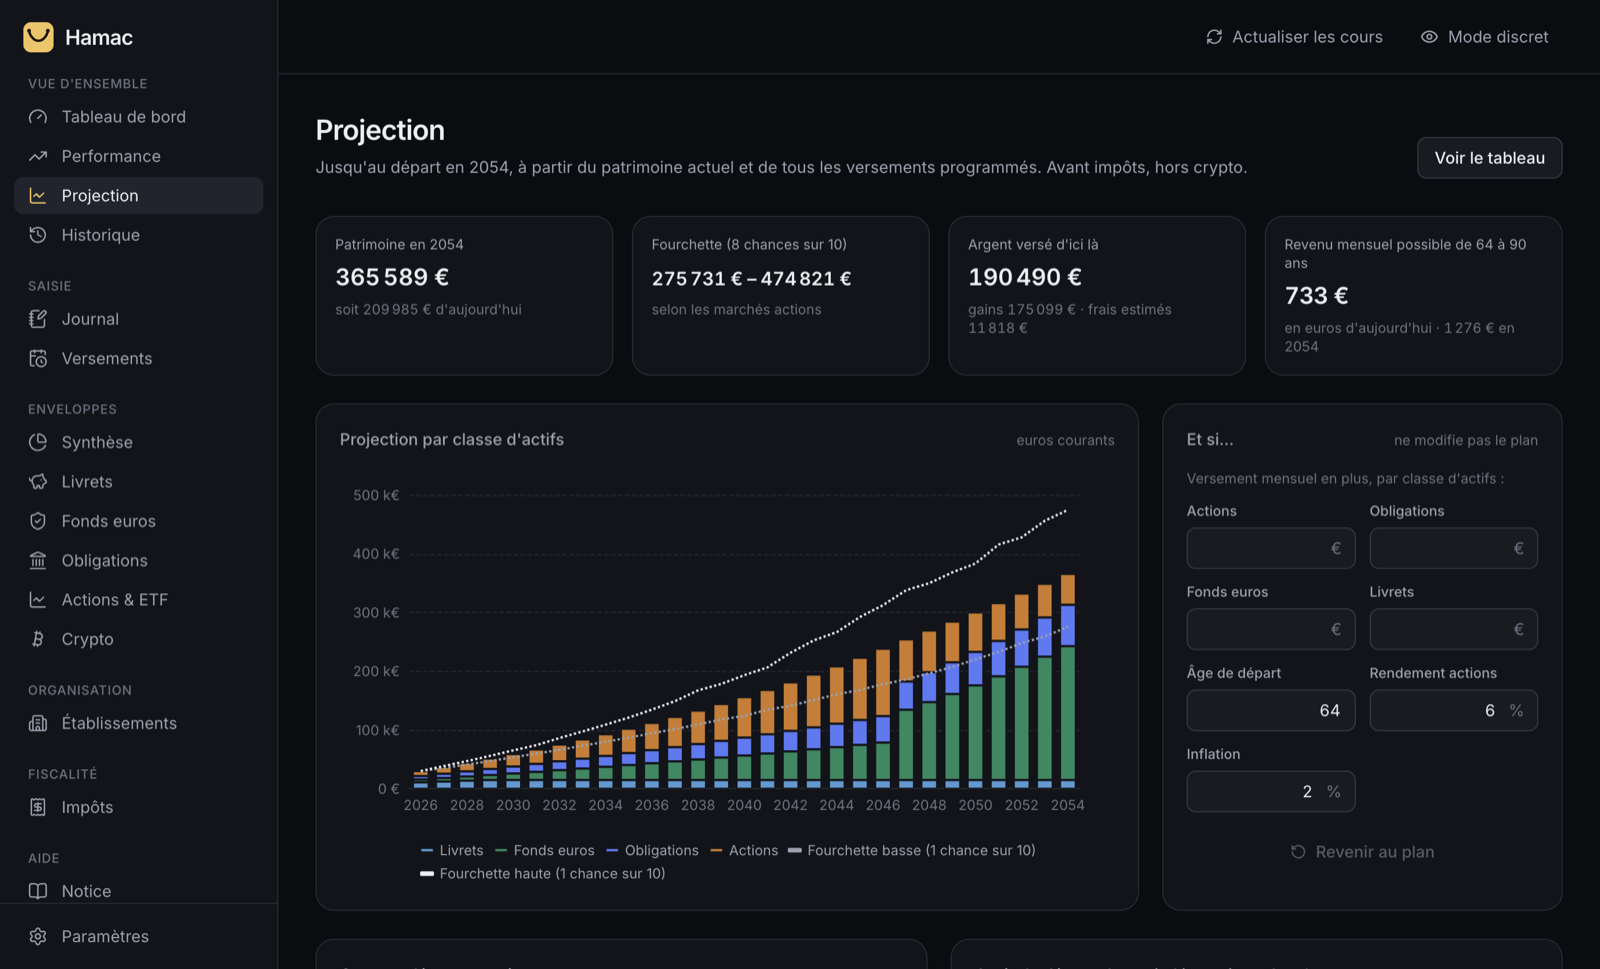 Hamac
VUE D'ENSEMBLE
Tableau de bord
Performance
Projection
Historique
SAISIE
Journal
Versements
ENVELOPPES
Synthèse
Livrets
Fonds euros
Obligations
Actions & ETF
Crypto
ORGANISATION
Établissements
FISCALITÉ
Impôts
AIDE
Notice
Paramètres
Actualiser les cours
Mode discret
Projection
Jusqu'au départ en 2054, à partir du patrimoine actuel et de tous les versements programmés. Avant impôts, hors crypto.
Voir le tableau
Patrimoine en 2054
365 589 €
soit 209 985 € d'aujourd'hui
Fourchette (8 chances sur 10)
275 731 € – 474 821 €
selon les marchés actions
Argent versé d'ici là
190 490 €
gains 175 099 € · frais estimés
11 818 €
Revenu mensuel possible de 64 à 90
ans
733 €
en euros d'aujourd'hui · 1 276 € en
2054
Projection par classe d'actifs
euros courants
500 k€
400 k€
300 k€
200 k€
100 k€
0 €
2026 2028 2030 2032 2034 2036 2038 2040 2042 2044 2046 2048 2050 2052 2054
Livrets Fonds euros Obligations Actions Fourchette basse (1 chance sur 10)
Fourchette haute (1 chance sur 10)
Et si...
ne modifie pas le plan
Versement mensuel en plus, par classe d'actifs :
Actions Obligations
€ €
Fonds euros Livrets
€ €
Âge de départ Rendement actions
64 6 %
Inflation
2 %
Revenir au plan